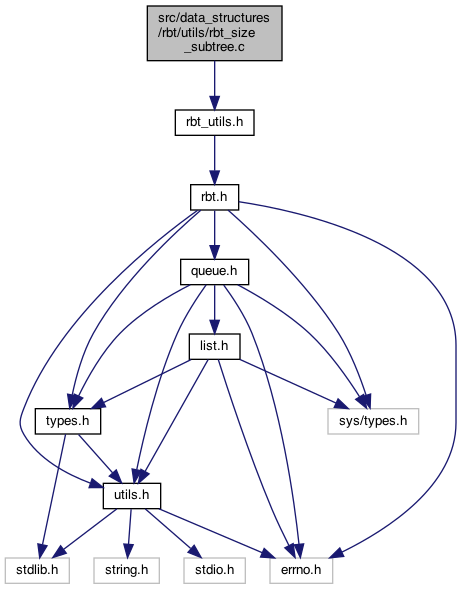 src/data_structures
/rbt/utils/rbt_size
_subtree.c
rbt_utils.h
rbt.h
queue.h
list.h
types.h
sys/types.h
utils.h
stdlib.h
string.h
stdio.h
errno.h